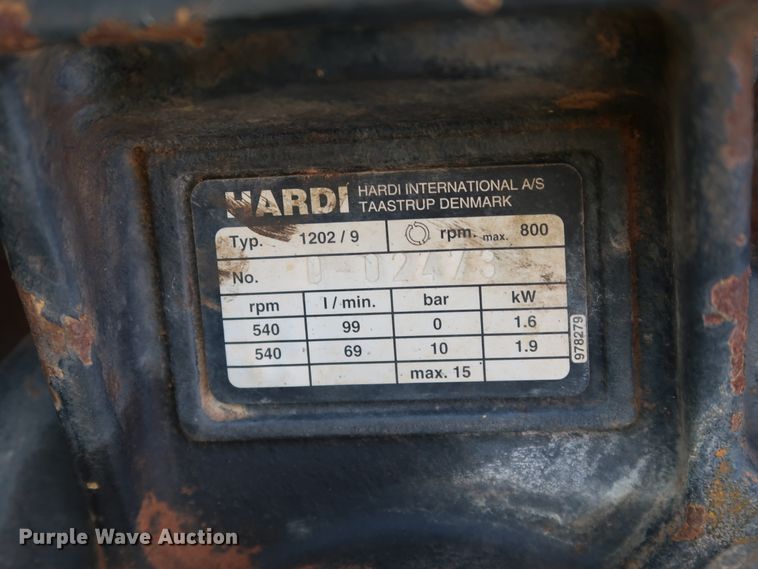 HARDI HARDI INTERNATIONAL A/S
TAASTRUP DENMARK
Typ. 1202 / 9 rpm. max. 800
No. 02473
rpm l / min. bar kW
540 99 0 1.6
540 69 10 1.9
max. 15
978279
Purple Wave Auction